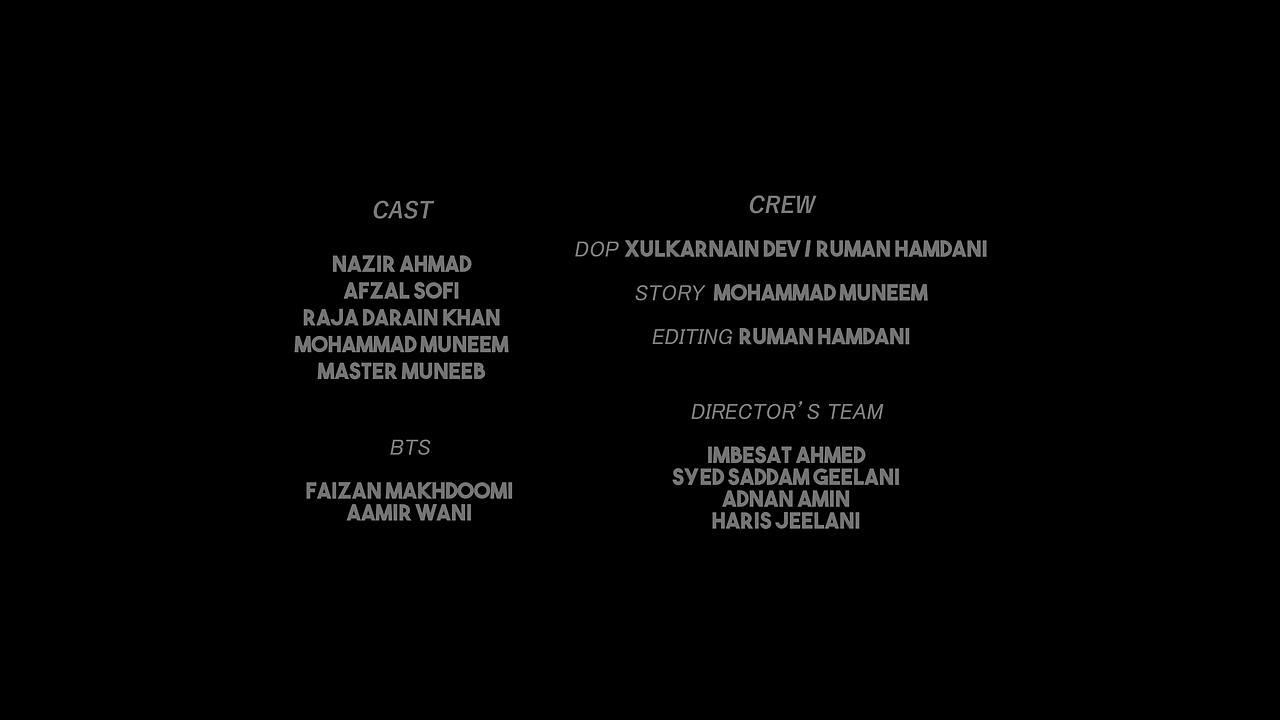 CAST
NAZIR AHMAD
AFZAL SOFI
RAJA DARAIN KHAN
MOHAMMAD MUNEEM
MASTER MUNEEB
BTS
FAIZAN MAKHDOOMI
AAMIR WANI
CREW
DOP XULKARNAIN DEV / RUMAN HAMDANI
STORY MOHAMMAD MUNEEM
EDITING RUMAN HAMDANI
DIRECTOR'S TEAM
IMBESAT AHMED
SYED SADDAM GEELANI
ADNAN AMIN
HARIS JEELANI